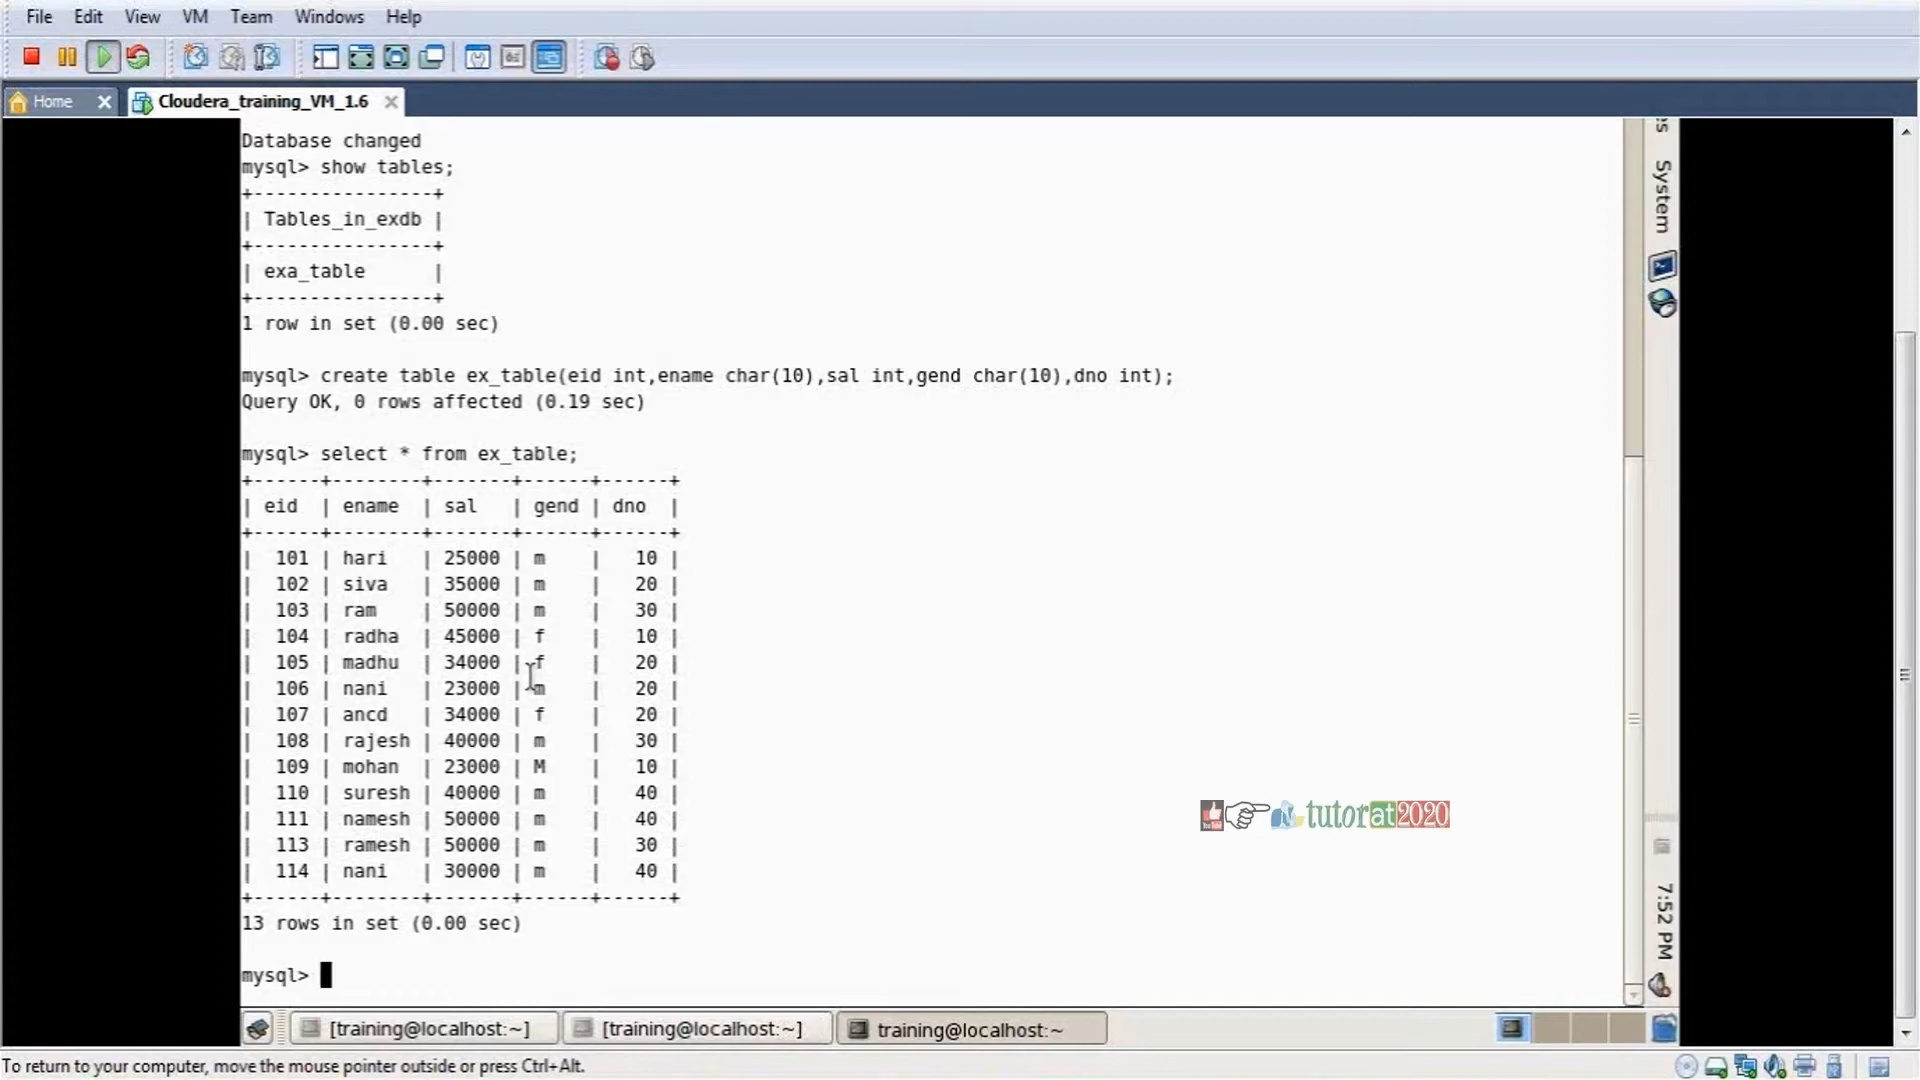 File Edit View VM Team Windows Help
Home Cloudera_training_VM_1.6
Database changed
mysql> show tables;
+----------------+
| Tables_in_exdb |
+----------------+
| exa_table      |
+----------------+
1 row in set (0.00 sec)
mysql> create table ex_table(eid int,ename char(10),sal int,gend char(10),dno int);
Query OK, 0 rows affected (0.19 sec)
mysql> select * from ex_table;
+------+--------+-------+------+------+
| eid  | ename  | sal   | gend | dno  |
+------+--------+-------+------+------+
|  101 | hari   | 25000 | m    |   10 |
|  102 | siva   | 35000 | m    |   20 |
|  103 | ram    | 50000 | m    |   30 |
|  104 | radha  | 45000 | f    |   10 |
|  105 | madhu  | 34000 | f    |   20 |
|  106 | nani   | 23000 | m    |   20 |
|  107 | ancd   | 34000 | f    |   20 |
|  108 | rajesh | 40000 | m    |   30 |
|  109 | mohan  | 23000 | M    |   10 |
|  110 | suresh | 40000 | m    |   40 |
|  111 | namesh | 50000 | m    |   40 |
|  113 | ramesh | 50000 | m    |   30 |
|  114 | nani   | 30000 | m    |   40 |
+------+--------+-------+------+------+
13 rows in set (0.00 sec)
mysql>
System
tutorat2020
7:52 PM
[training@localhost:~] [training@localhost:~] training@localhost:~
To return to your computer, move the mouse pointer outside or press Ctrl+Alt.